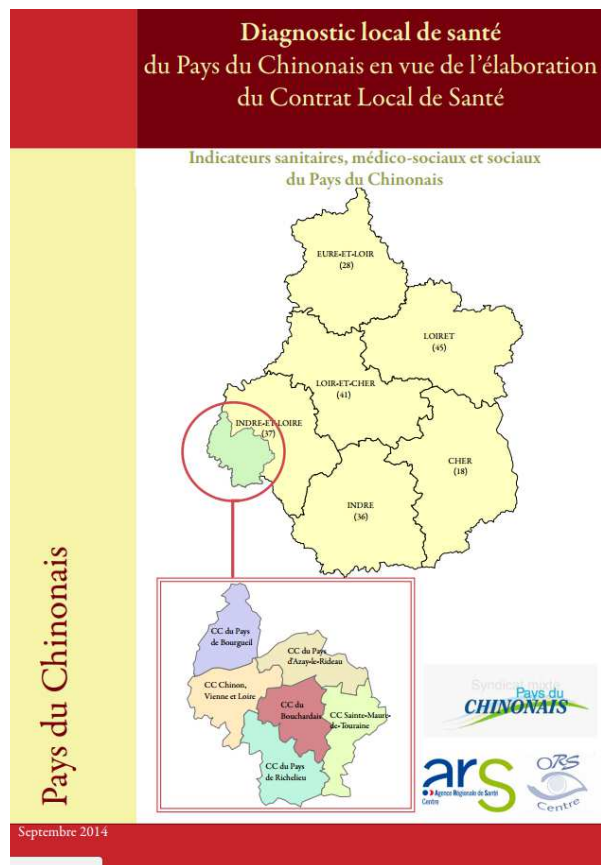 Diagnostic local de santé
du Pays du Chinonais en vue de l'élaboration
du Contrat Local de Santé
Indicateurs sanitaires, médico-sociaux et sociaux
du Pays du Chinonais
EURE-ET-LOIR
(28)
LOIRET
(45)
LOIR-ET-CHER
(41)
INDRE-ET-LOIRE
(37)
CHER
(18)
INDRE
(36)
CC du Pays
de Bourgueil
CC du Pays
d'Azay-le-Rideau
CC Chinon,
Vienne et Loire
CC du
Bouchardais
CC Sainte-Maure-
de-Touraine
CC du Pays
de Richelieu
Pays du Chinonais
Syndicat mixte
Pays du
CHINONAIS
ars
Agence Régionale de Santé
Centre
ORS
Centre
Septembre 2014